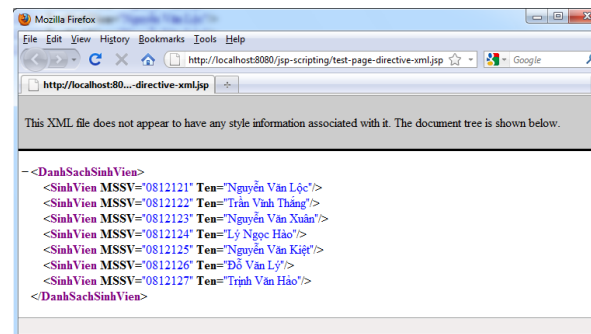 Mozilla Firefox
File Edit View History Bookmarks Tools Help
http://localhost:8080/jsp-scripting/test-page-directive-xml.jsp Google
http://localhost:80...-directive-xml.jsp
This XML file does not appear to have any style information associated with it. The document tree is shown below.
−<DanhSachSinhVien>
<SinhVien MSSV="0812121" Ten="Nguyễn Văn Lộc"/>
<SinhVien MSSV="0812122" Ten="Trần Vĩnh Thắng"/>
<SinhVien MSSV="0812123" Ten="Nguyễn Văn Xuân"/>
<SinhVien MSSV="0812124" Ten="Lý Ngọc Hào"/>
<SinhVien MSSV="0812125" Ten="Nguyễn Văn Kiệt"/>
<SinhVien MSSV="0812126" Ten="Đỗ Văn Lý"/>
<SinhVien MSSV="0812127" Ten="Trịnh Văn Hào"/>
</DanhSachSinhVien>